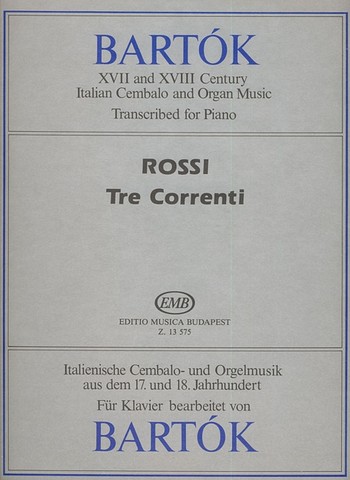 BARTÓK
XVII and XVIII Century
Italian Cembalo and Organ Music
Transcribed for Piano
ROSSI
Tre Correnti
EMB
EDITIO MUSICA BUDAPEST
Z. 13 575
Italienische Cembalo- und Orgelmusik
aus dem 17. und 18. Jahrhundert
Für Klavier bearbeitet von
BARTÓK